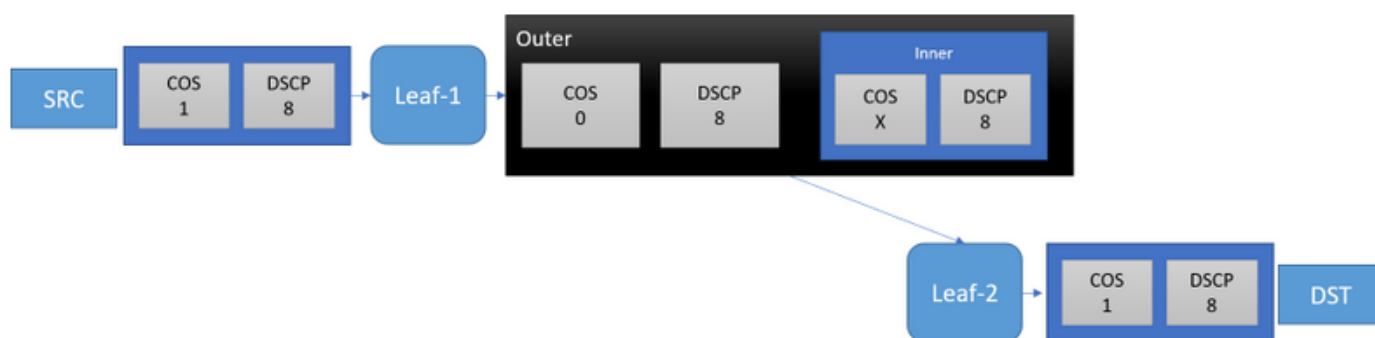 SRC
COS
1
DSCP
8
Leaf-1
Outer
COS
0
DSCP
8
Inner
COS
X
DSCP
8
Leaf-2
COS
1
DSCP
8
DST